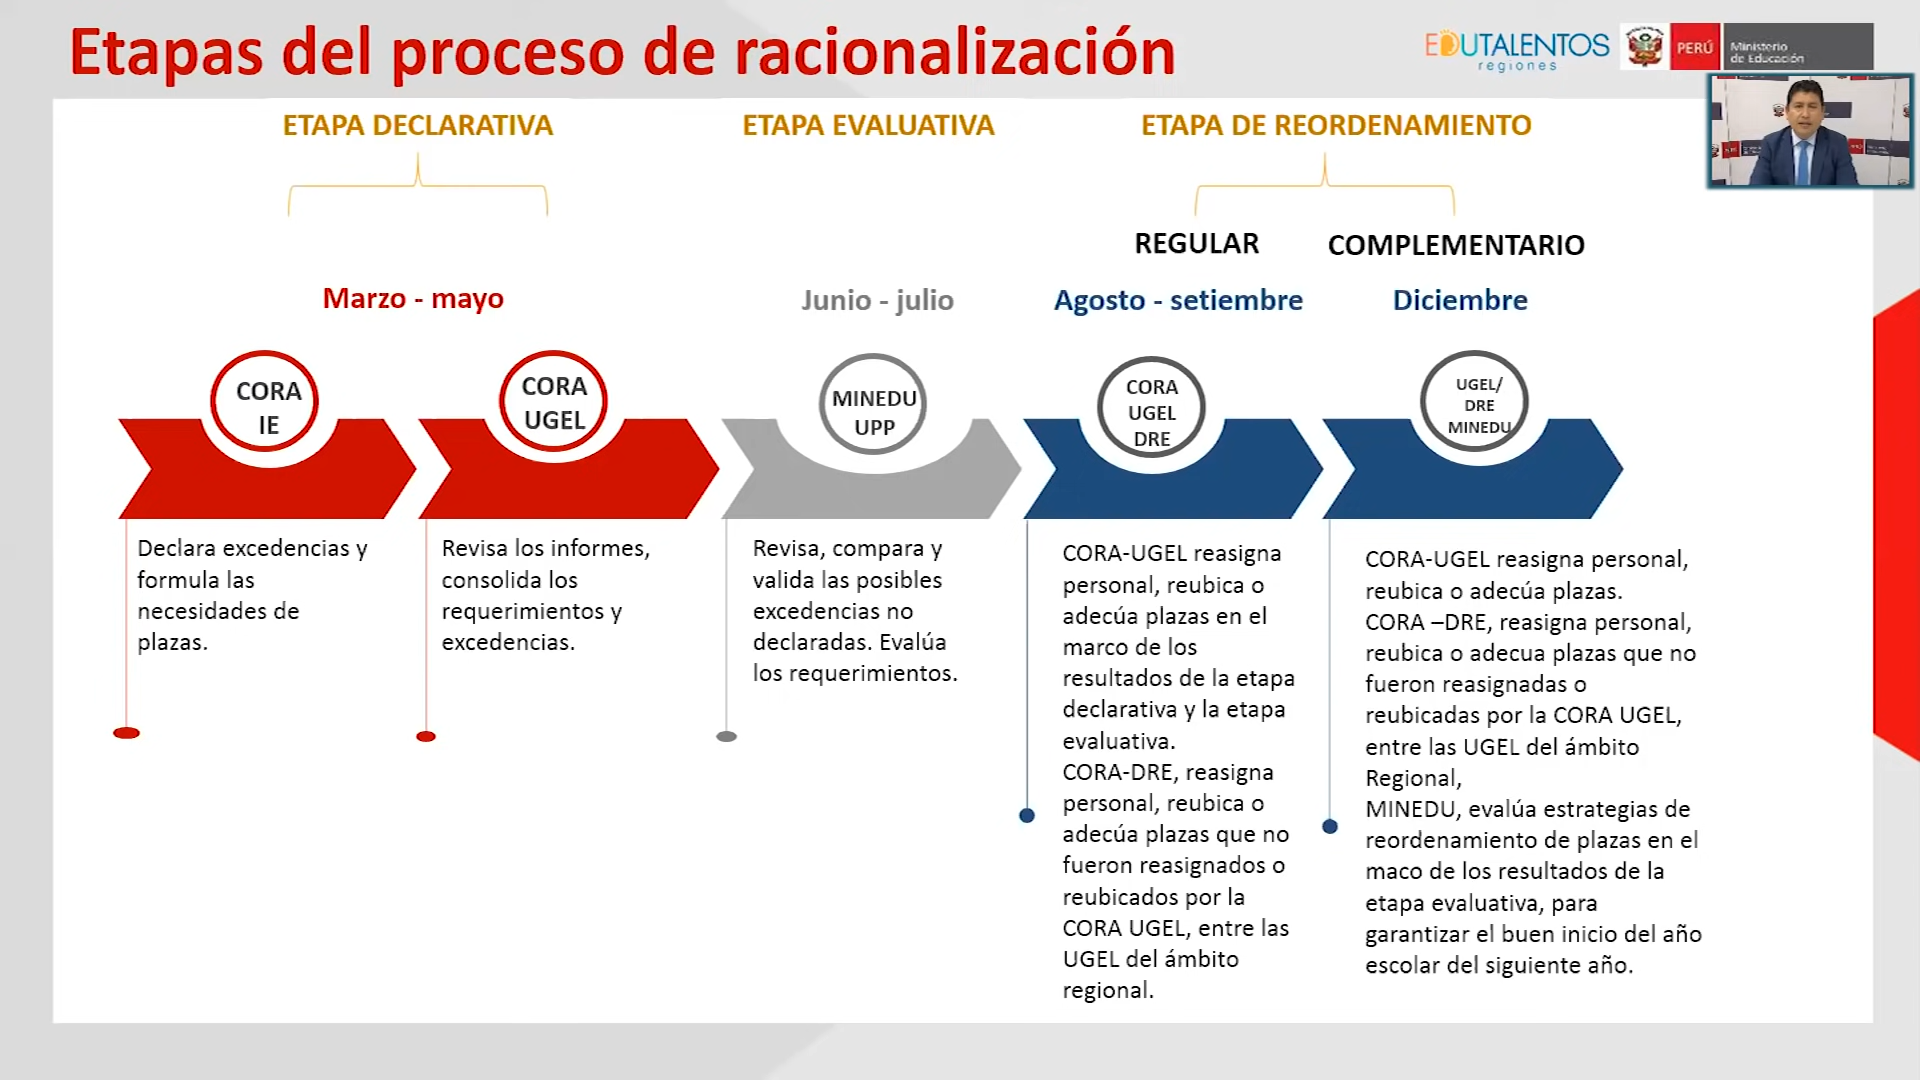 Etapas del proceso de racionalización
EDUTALENTOS
regiones
PERÚ
Ministerio
de Educación
ETAPA DECLARATIVA
ETAPA EVALUATIVA
ETAPA DE REORDENAMIENTO
REGULAR
COMPLEMENTARIO
Marzo - mayo
Junio - julio
Agosto - setiembre
Diciembre
CORA
IE
CORA
UGEL
MINEDU
UPP
CORA
UGEL
DRE
UGEL/
DRE
MINEDU
Declara excedencias y
formula las
necesidades de
plazas.
Revisa los informes,
consolida los
requerimientos y
excedencias.
Revisa, compara y
valida las posibles
excedencias no
declaradas. Evalúa
los requerimientos.
CORA-UGEL reasigna
personal, reubica o
adecúa plazas en el
marco de los
resultados de la etapa
declarativa y la etapa
evaluativa.
CORA-DRE, reasigna
personal, reubica o
adecúa plazas que no
fueron reasignados o
reubicados por la
CORA UGEL, entre las
UGEL del ámbito
regional.
CORA-UGEL reasigna personal,
reubica o adecúa plazas.
CORA –DRE, reasigna personal,
reubica o adecua plazas que no
fueron reasignadas o
reubicadas por la CORA UGEL,
entre las UGEL del ámbito
Regional,
MINEDU, evalúa estrategias de
reordenamiento de plazas en el
maco de los resultados de la
etapa evaluativa, para
garantizar el buen inicio del año
escolar del siguiente año.